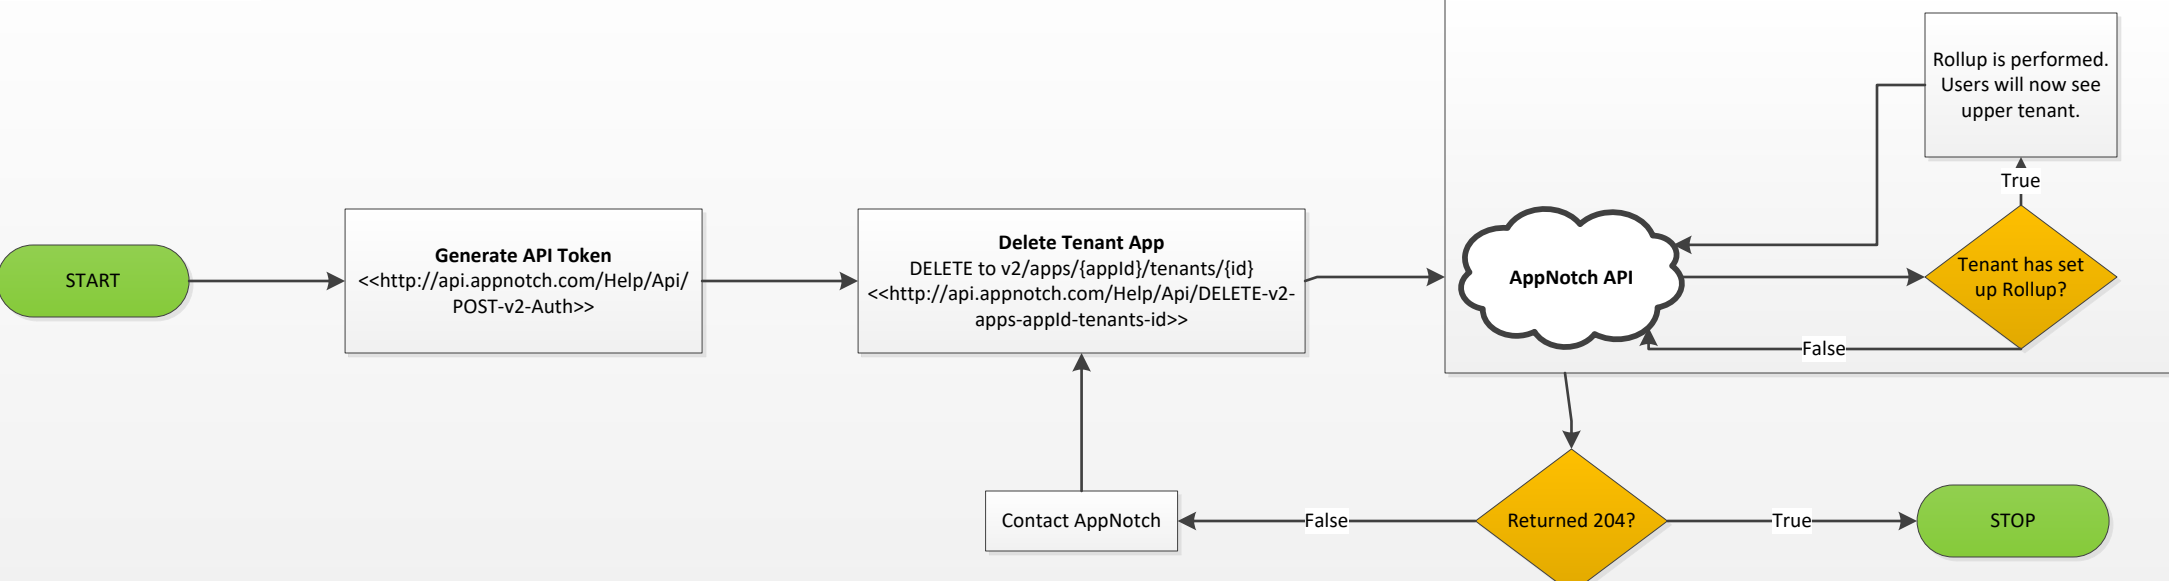 START
Generate API Token
<<http://api.appnotch.com/Help/Api/
POST-v2-Auth>>
Delete Tenant App
DELETE to v2/apps/{appId}/tenants/{id}
<<http://api.appnotch.com/Help/Api/DELETE-v2-
apps-appId-tenants-id>>
AppNotch API
Rollup is performed.
Users will now see
upper tenant.
True
Tenant has set
up Rollup?
False
Contact AppNotch
False
Returned 204?
True
STOP